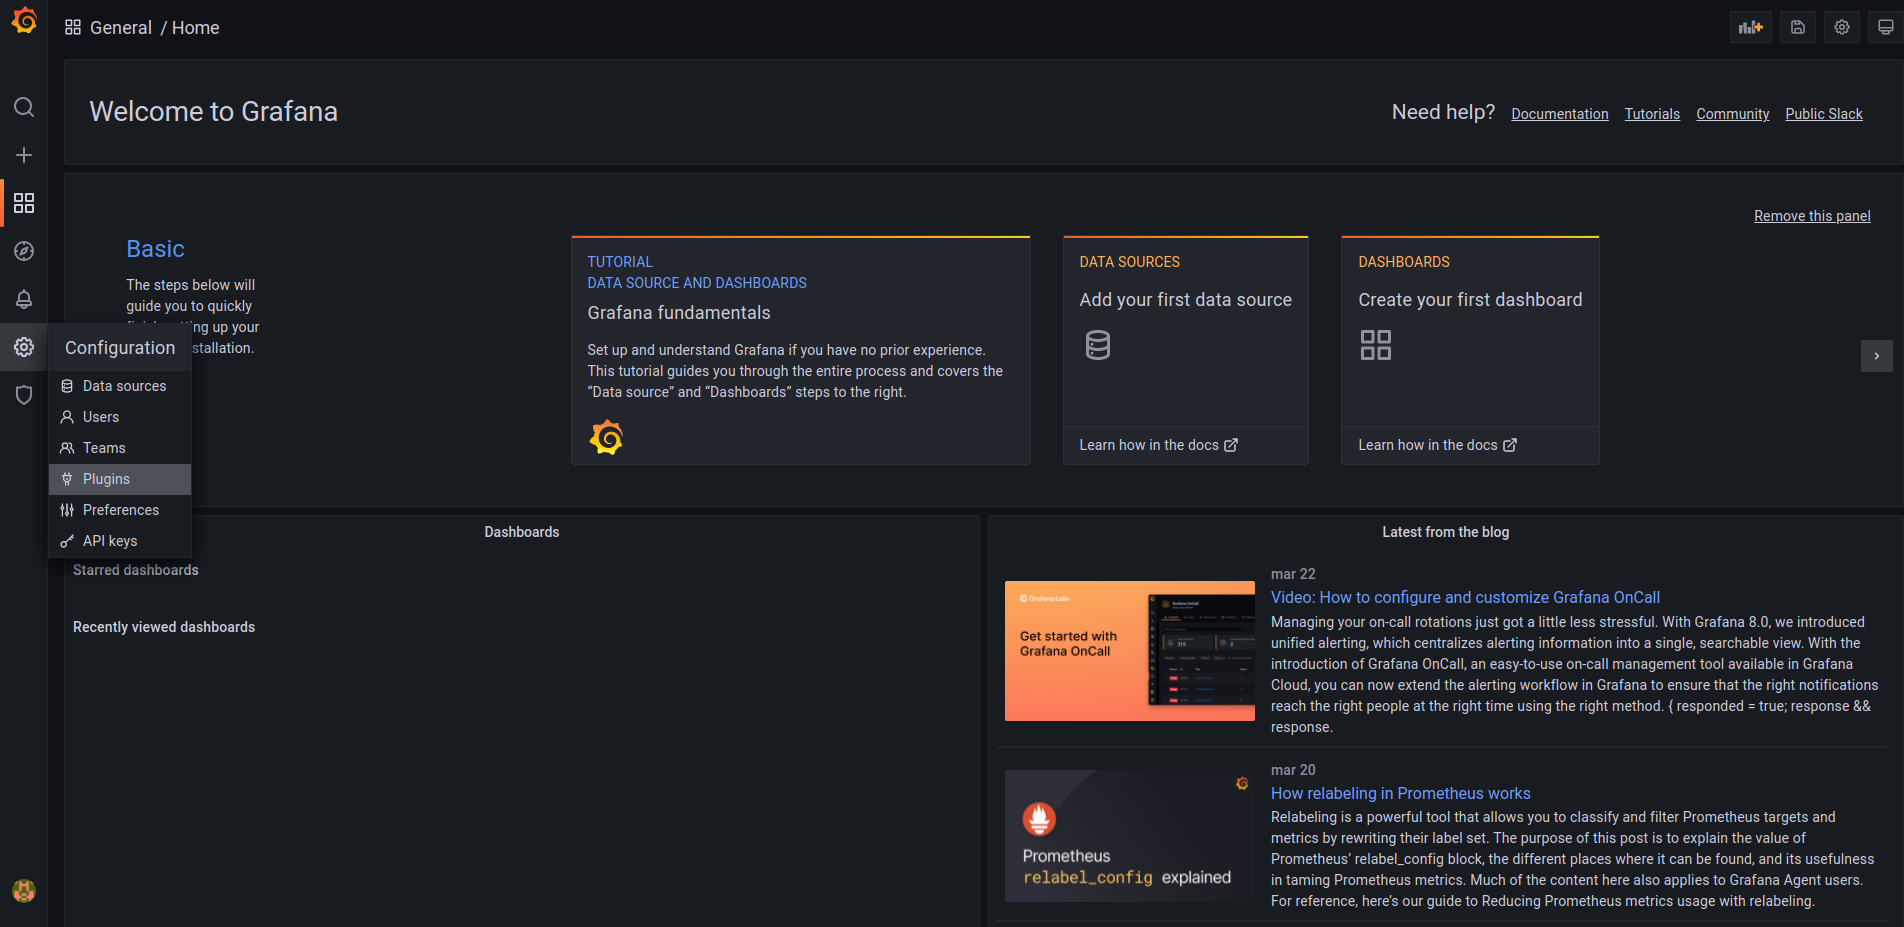 General / Home
Welcome to Grafana
Need help? Documentation Tutorials Community Public Slack
Remove this panel
Basic
The steps below will
guide you to quickly
ng up your
stallation.
TUTORIAL
DATA SOURCE AND DASHBOARDS
Grafana fundamentals
Set up and understand Grafana if you have no prior experience.
This tutorial guides you through the entire process and covers the
“Data source” and “Dashboards” steps to the right.
DATA SOURCES
Add your first data source
Learn how in the docs
DASHBOARDS
Create your first dashboard
Learn how in the docs
Configuration
Data sources
Users
Teams
Plugins
Preferences
API keys
Dashboards
Starred dashboards
Recently viewed dashboards
Latest from the blog
Grafana Labs
Get started with
Grafana OnCall
mar 22
Video: How to configure and customize Grafana OnCall
Managing your on-call rotations just got a little less stressful. With Grafana 8.0, we introduced
unified alerting, which centralizes alerting information into a single, searchable view. With the
introduction of Grafana OnCall, an easy-to-use on-call management tool available in Grafana
Cloud, you can now extend the alerting workflow in Grafana to ensure that the right notifications
reach the right people at the right time using the right method. { responded = true; response &&
response.
Prometheus
relabel_config explained
mar 20
How relabeling in Prometheus works
Relabeling is a powerful tool that allows you to classify and filter Prometheus targets and
metrics by rewriting their label set. The purpose of this post is to explain the value of
Prometheus’ relabel_config block, the different places where it can be found, and its usefulness
in taming Prometheus metrics. Much of the content here also applies to Grafana Agent users.
For reference, here’s our guide to Reducing Prometheus metrics usage with relabeling.